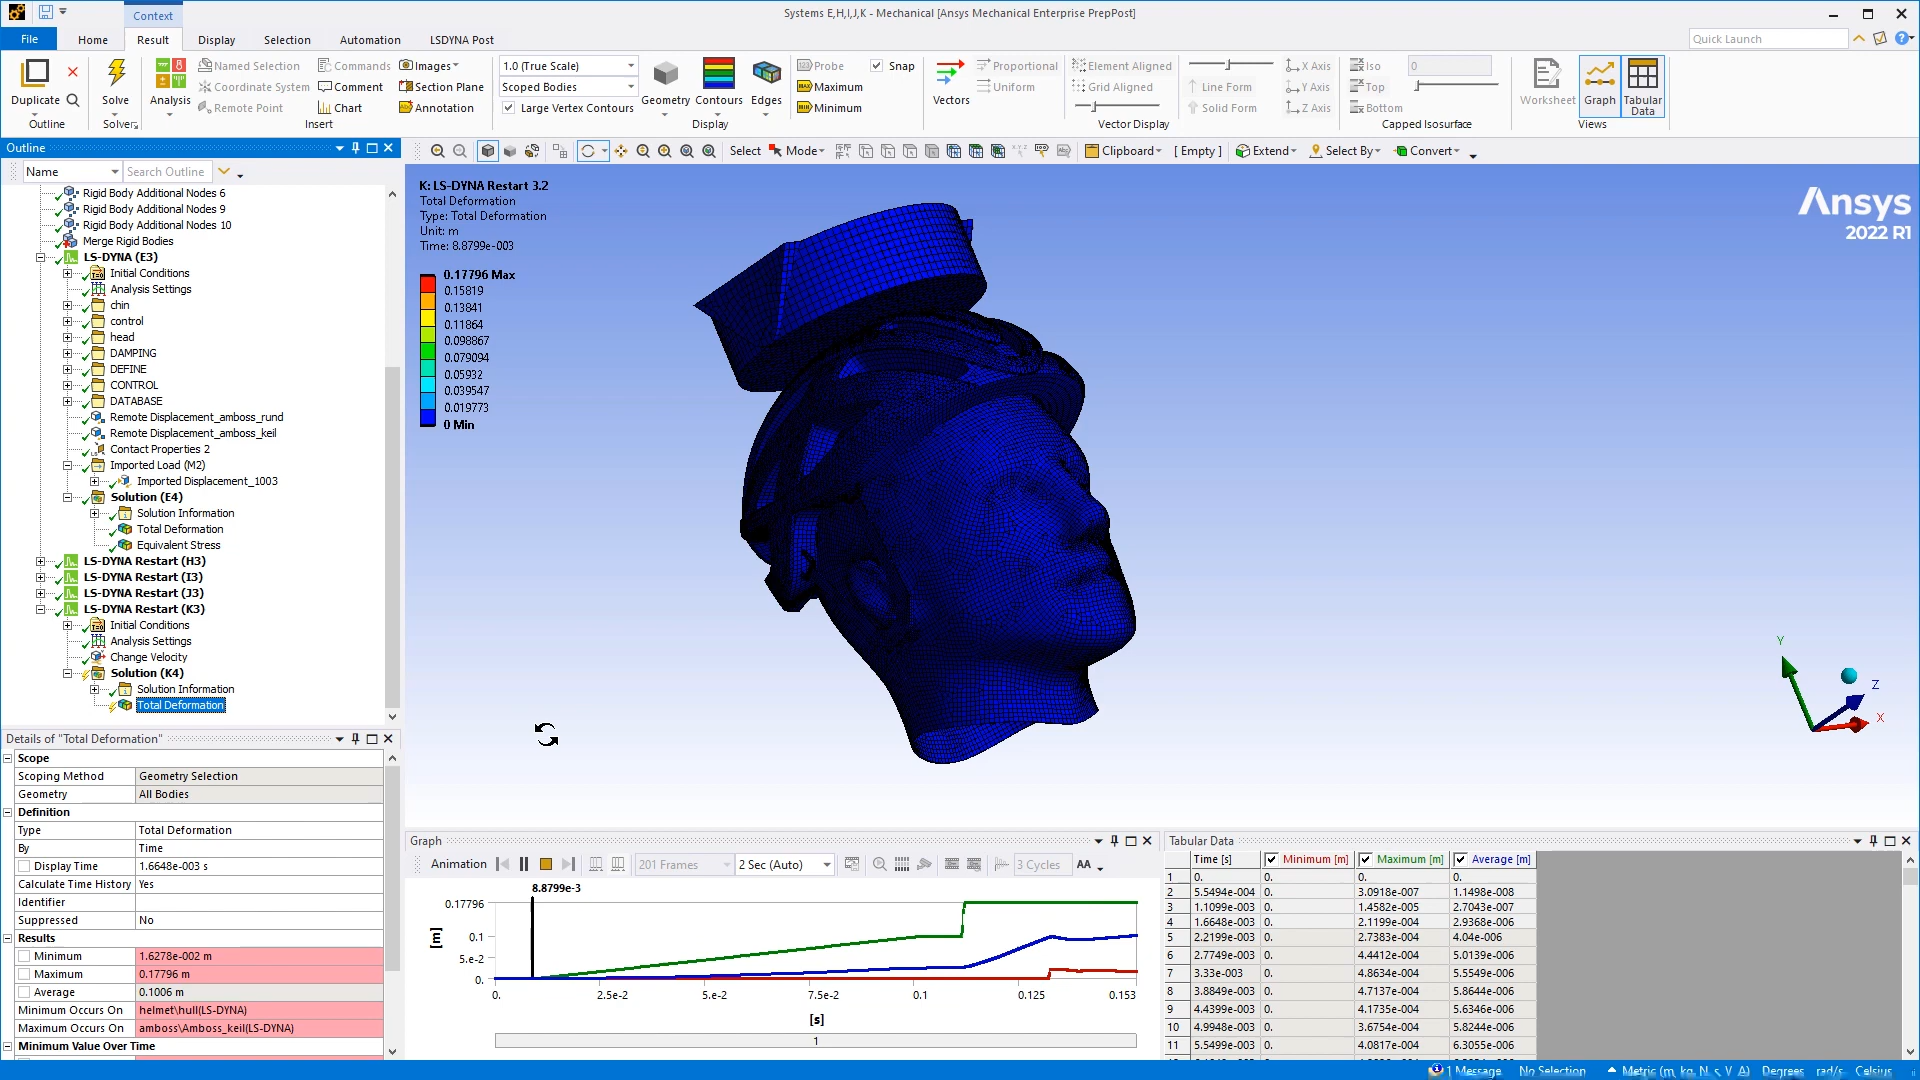 Context
Systems E,H,I,J,K - Mechanical [Ansys Mechanical Enterprise PrepPost]
File Home Result Display Selection Automation LSDYNA Post
Quick Launch
Duplicate
Outline
Solve
Solver
Analysis
Named Selection
Coordinate System
Remote Point
Commands
Comment
Chart
Images
Section Plane
Annotation
Insert
1.0 (True Scale)
Scoped Bodies
Large Vertex Contours
Geometry
Contours
Edges
Display
Probe
Maximum
Minimum
Snap
Vectors
Proportional
Uniform
Element Aligned
Grid Aligned
Line Form
Solid Form
X Axis
Y Axis
Z Axis
Vector Display
Iso
Top
Bottom
0
Capped Isosurface
Worksheet
Graph
Tabular Data
Views
Outline
Name
Search Outline
Select Mode Clipboard [ Empty ] Extend Select By Convert
Rigid Body Additional Nodes 6
Rigid Body Additional Nodes 9
Rigid Body Additional Nodes 10
Merge Rigid Bodies
LS-DYNA (E3)
Initial Conditions
Analysis Settings
chin
control
head
DAMPING
DEFINE
CONTROL
DATABASE
Remote Displacement_amboss_rund
Remote Displacement_amboss_keil
Contact Properties 2
Imported Load (M2)
Imported Displacement_1003
Solution (E4)
Solution Information
Total Deformation
Equivalent Stress
LS-DYNA Restart (H3)
LS-DYNA Restart (I3)
LS-DYNA Restart (J3)
LS-DYNA Restart (K3)
Initial Conditions
Analysis Settings
Change Velocity
Solution (K4)
Solution Information
Total Deformation
K: LS-DYNA Restart 3.2
Total Deformation
Type: Total Deformation
Unit: m
Time: 8.8799e-003
0.17796 Max
0.15819
0.13841
0.11864
0.098867
0.079094
0.05932
0.039547
0.019773
0 Min
Ansys
2022 R1
Y
Z
X
Details of "Total Deformation"
Scope
Scoping Method Geometry Selection
Geometry All Bodies
Definition
Type Total Deformation
By Time
Display Time 1.6648e-003 s
Calculate Time History Yes
Identifier
Suppressed No
Results
Minimum 1.6278e-002 m
Maximum 0.17796 m
Average 0.1006 m
Minimum Occurs On helmet\hull(LS-DYNA)
Maximum Occurs On amboss\Amboss_keil(LS-DYNA)
Minimum Value Over Time
Graph
Animation 201 Frames 2 Sec (Auto) 3 Cycles AA
8.8799e-3
0.17796
0.1
5.e-2
0.
[m]
0. 2.5e-2 5.e-2 7.5e-2 0.1 0.125 0.153
[s]
1
Tabular Data
Time [s] Minimum [m] Maximum [m] Average [m]
1 0. 0. 0. 0.
2 5.5494e-004 0. 3.0918e-007 1.1498e-008
3 1.1099e-003 0. 1.4582e-005 2.7043e-007
4 1.6648e-003 0. 2.1199e-004 2.9368e-006
5 2.2199e-003 0. 2.7383e-004 4.04e-006
6 2.7749e-003 0. 4.4412e-004 5.0139e-006
7 3.33e-003 0. 4.8634e-004 5.5549e-006
8 3.8849e-003 0. 4.7137e-004 5.8644e-006
9 4.4399e-003 0. 4.1735e-004 5.6346e-006
10 4.9948e-003 0. 3.6754e-004 5.8244e-006
11 5.5499e-003 0. 4.0817e-004 6.3055e-006
1 Message No Selection Metric (m, kg, N, s, V, A) Degrees rad/s Celsius